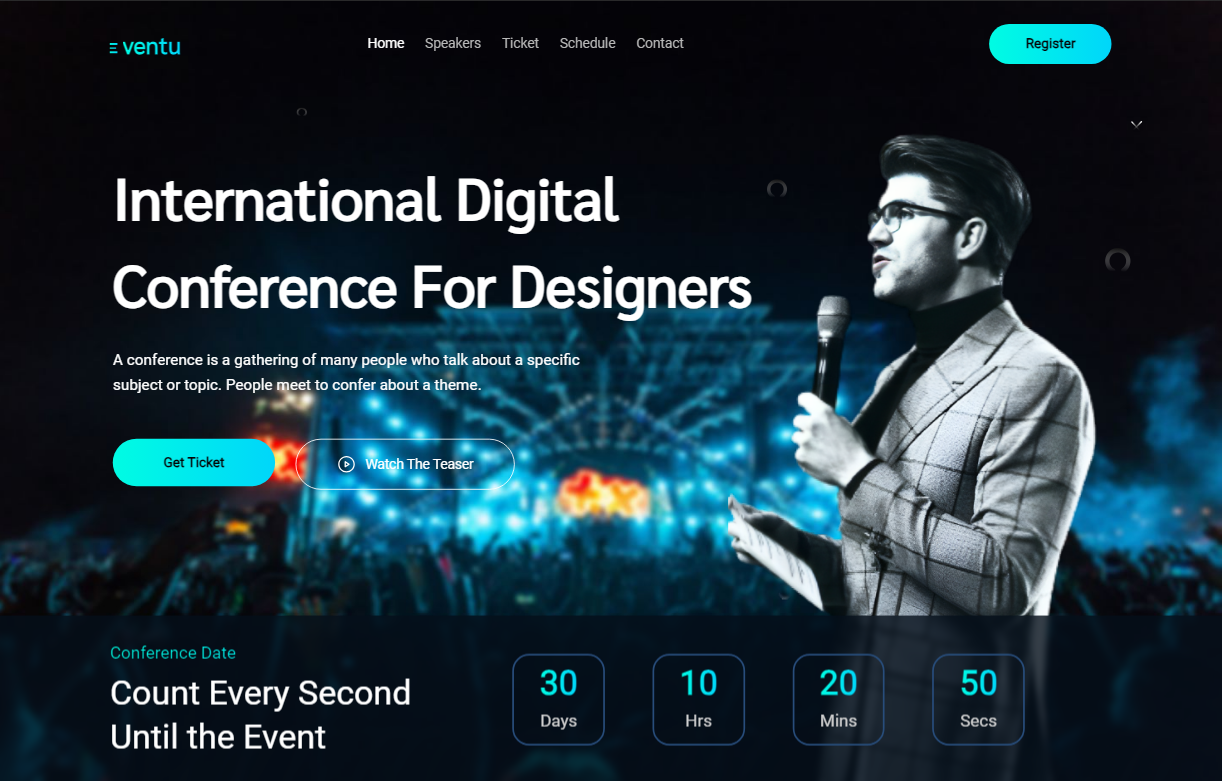 Eventu
Home Speakers Ticket Schedule Contact
Register
International Digital
Conference For Designers
A conference is a gathering of many people who talk about a specific
subject or topic. People meet to confer about a theme.
Get Ticket
Watch The Teaser
Conference Date
Count Every Second
Until the Event
30 10 20 50
Days Hrs Mins Secs